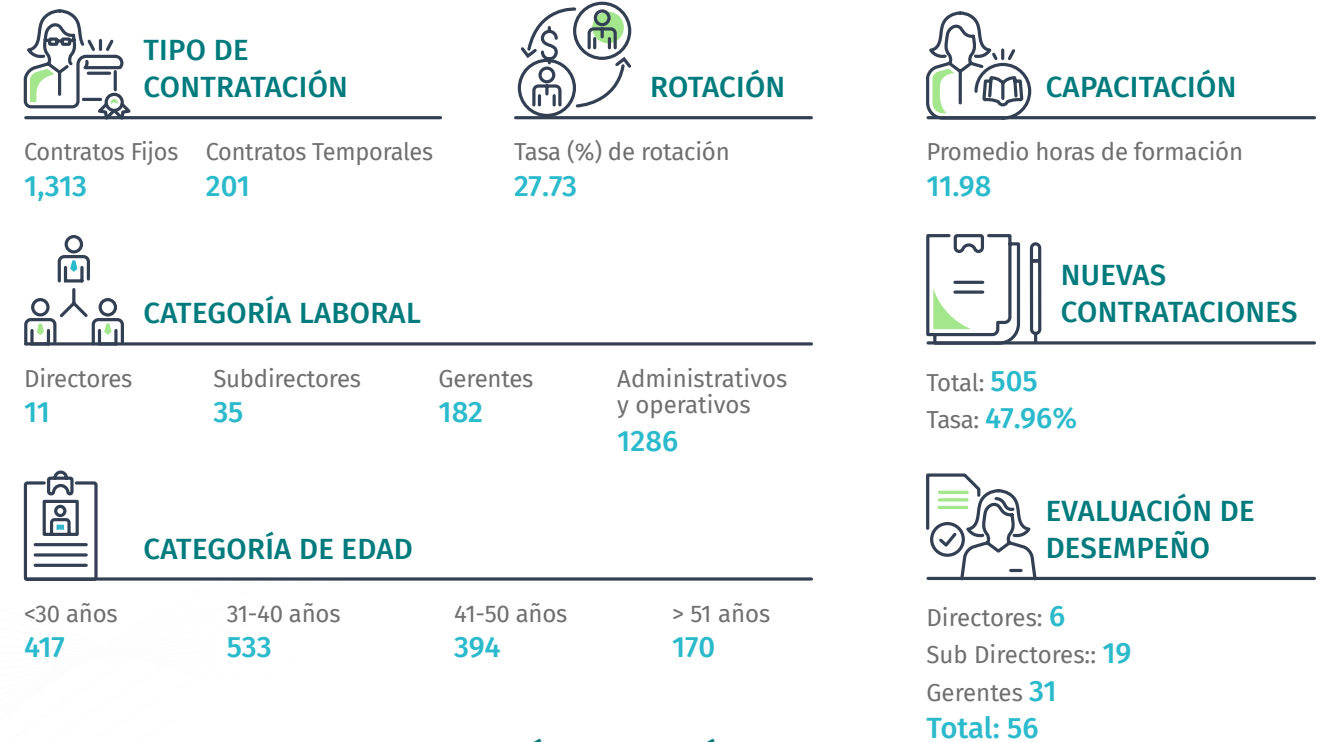 TIPO DE
CONTRATACIÓN
Contratos Fijos Contratos Temporales
1,313 201
ROTACIÓN
Tasa (%) de rotación
27.73
CAPACITACIÓN
Promedio horas de formación
11.98
CATEGORÍA LABORAL
Directores Subdirectores Gerentes Administrativos
y operativos
11 35 182 1286
NUEVAS
CONTRATACIONES
Total: 505
Tasa: 47.96%
CATEGORÍA DE EDAD
<30 años 31-40 años 41-50 años > 51 años
417 533 394 170
EVALUACIÓN DE
DESEMPEÑO
Directores: 6
Sub Directores:: 19
Gerentes 31
Total: 56